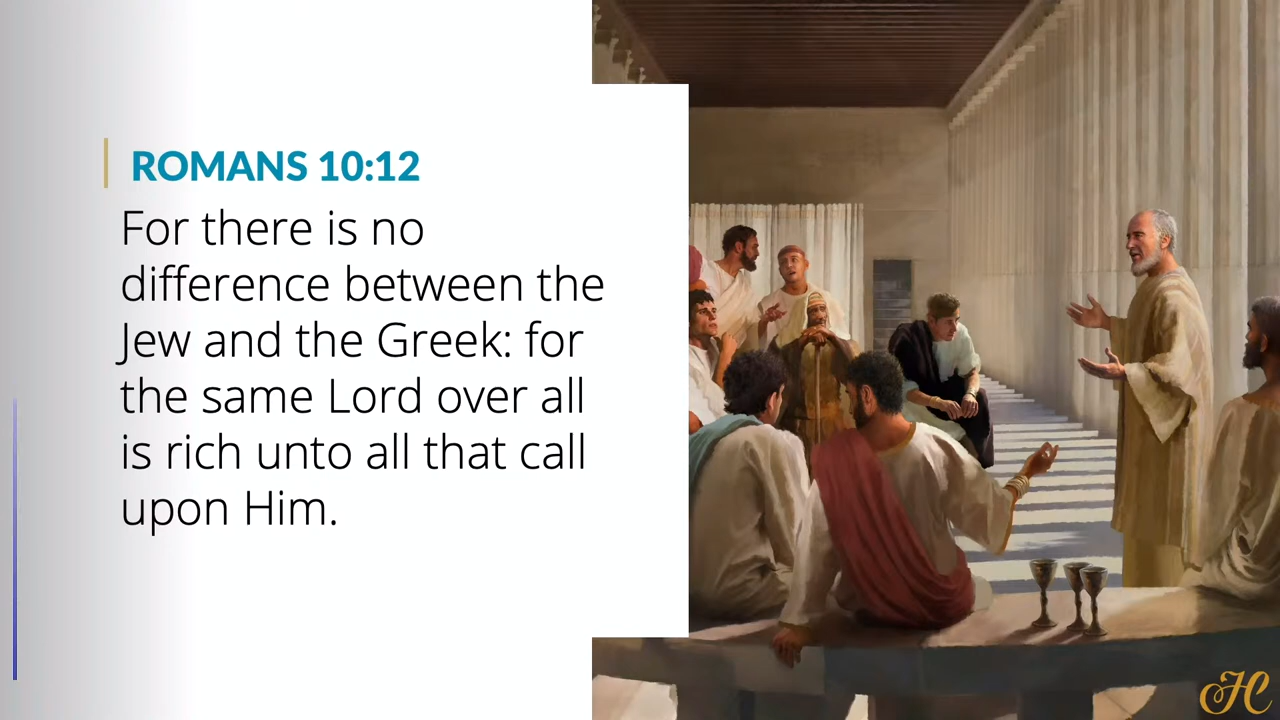 ROMANS 10:12
For there is no
difference between the
Jew and the Greek: for
the same Lord over all
is rich unto all that call
upon Him.
HC